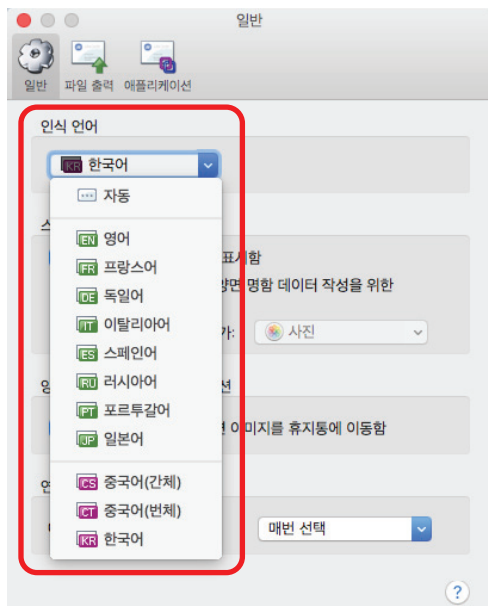 일반
일반 파일 출력 애플리케이션
인식 언어
KR 한국어
자동
EN 영어
표시함
FR 프랑스어
양면 명함 데이터 작성을 위한
DE 독일어
IT 이탈리아어
가: 사진
ES 스페인어
RU 러시아어
션
PT 포르투갈어
이미지를 휴지통에 이동함
JP 일본어
CS 중국어(간체)
CT 중국어(번체)
매번 선택
KR 한국어
?